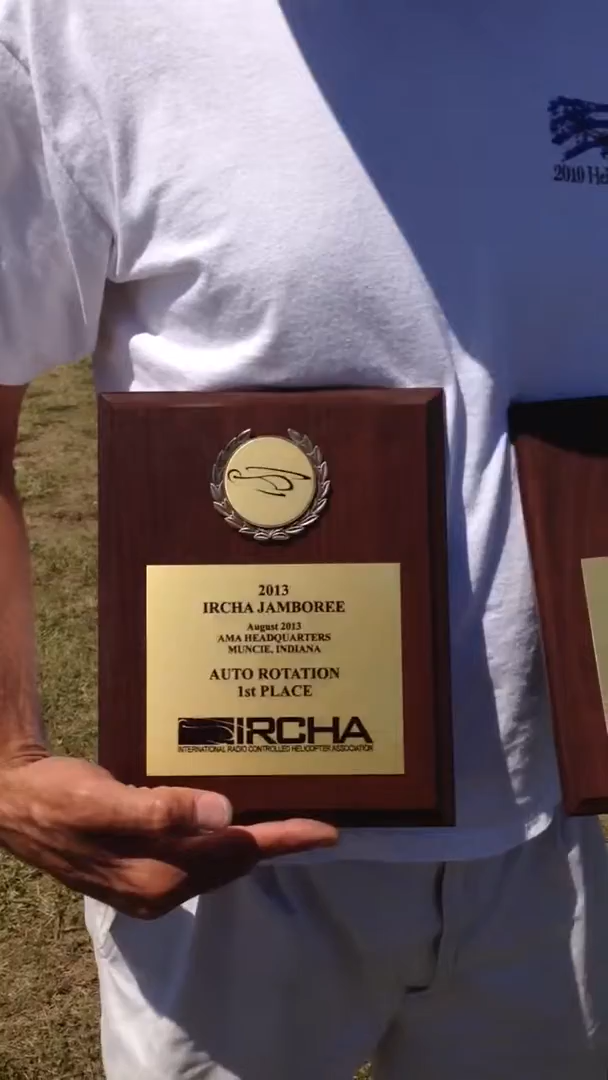 2010
2013
IRCHA JAMBOREE
August 2013
AMA HEADQUARTERS
MUNCIE, INDIANA
AUTO ROTATION
1st PLACE
IRCHA
INTERNATIONAL RADIO CONTROLLED HELICOPTER ASSOCIATION